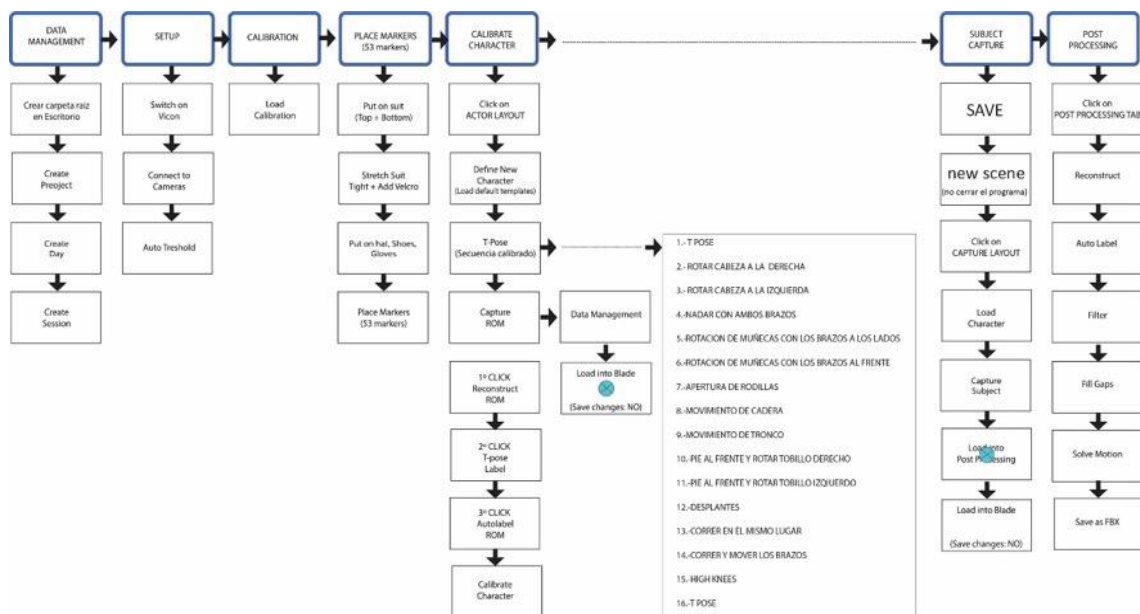 DATA
MANAGEMENT
SETUP
CALIBRATION
PLACE MARKERS
(53 markers)
CALIBRATE
CHARACTER
SUBJECT
CAPTURE
POST
PROCESSING
Crear carpeta raiz
en Escritorio
Create
Preoject
Create
Day
Create
Session
Switch on
Vicon
Connect to
Cameras
Auto Treshold
Load
Calibration
Put on suit
(Top + Bottom)
Stretch Suit
Tight + Add Velcro
Put on hal, Shoes,
Gloves
Place Markers
(53 markers)
Click on
ACTOR LAYOUT
Define New
Character
(Load default templates)
T-Pose
(Secuencia calibrado)
Capture
ROM
1º CLICK
Reconstruct
ROM
2º CLICK
T-pose
Label
3º CLICK
Autolabel
ROM
Calibrate
Character
Data Management
Load into Blade
(Save changes: NO)
1.-T POSE
2.- ROTAR CABEZA A LA DERECHA
3.- ROTAR CABEZA A LA IZQUIERDA
4.-NADAR CON AMBOS BRAZOS
5.-ROTACION DE MUÑECAS CON LOS BRAZOS A LOS LADOS
6.-ROTACION DE MUÑECAS CON LOS BRAZOS AL FRENTE
7.-APERTURA DE RODILLAS
8.-MOVIMIENTO DE CADERA
9.-MOVIMIENTO DE TRONCO
10.-PIE AL FRENTE Y ROTAR TOBILLO DERECHO
11.-PIE AL FRENTE Y ROTAR TOBILLO IZQUIERDO
12.-DESPLANTES
13.-CORRER EN EL MISMO LUGAR
14.-CORRER Y MOVER LOS BRAZOS
15.-HIGH KNEES
16.-T POSE
SAVE
new scene
(no cerrar el programa)
Click on
CAPTURE LAYOUT
Load
Character
Capture
Subject
Load into
Post Processing
Load into Blade
(Save changes: NO)
Click on
POST PROCESSING TAB
Reconstruct
Auto Label
Filter
Fill Gaps
Solve Motion
Save as FBX